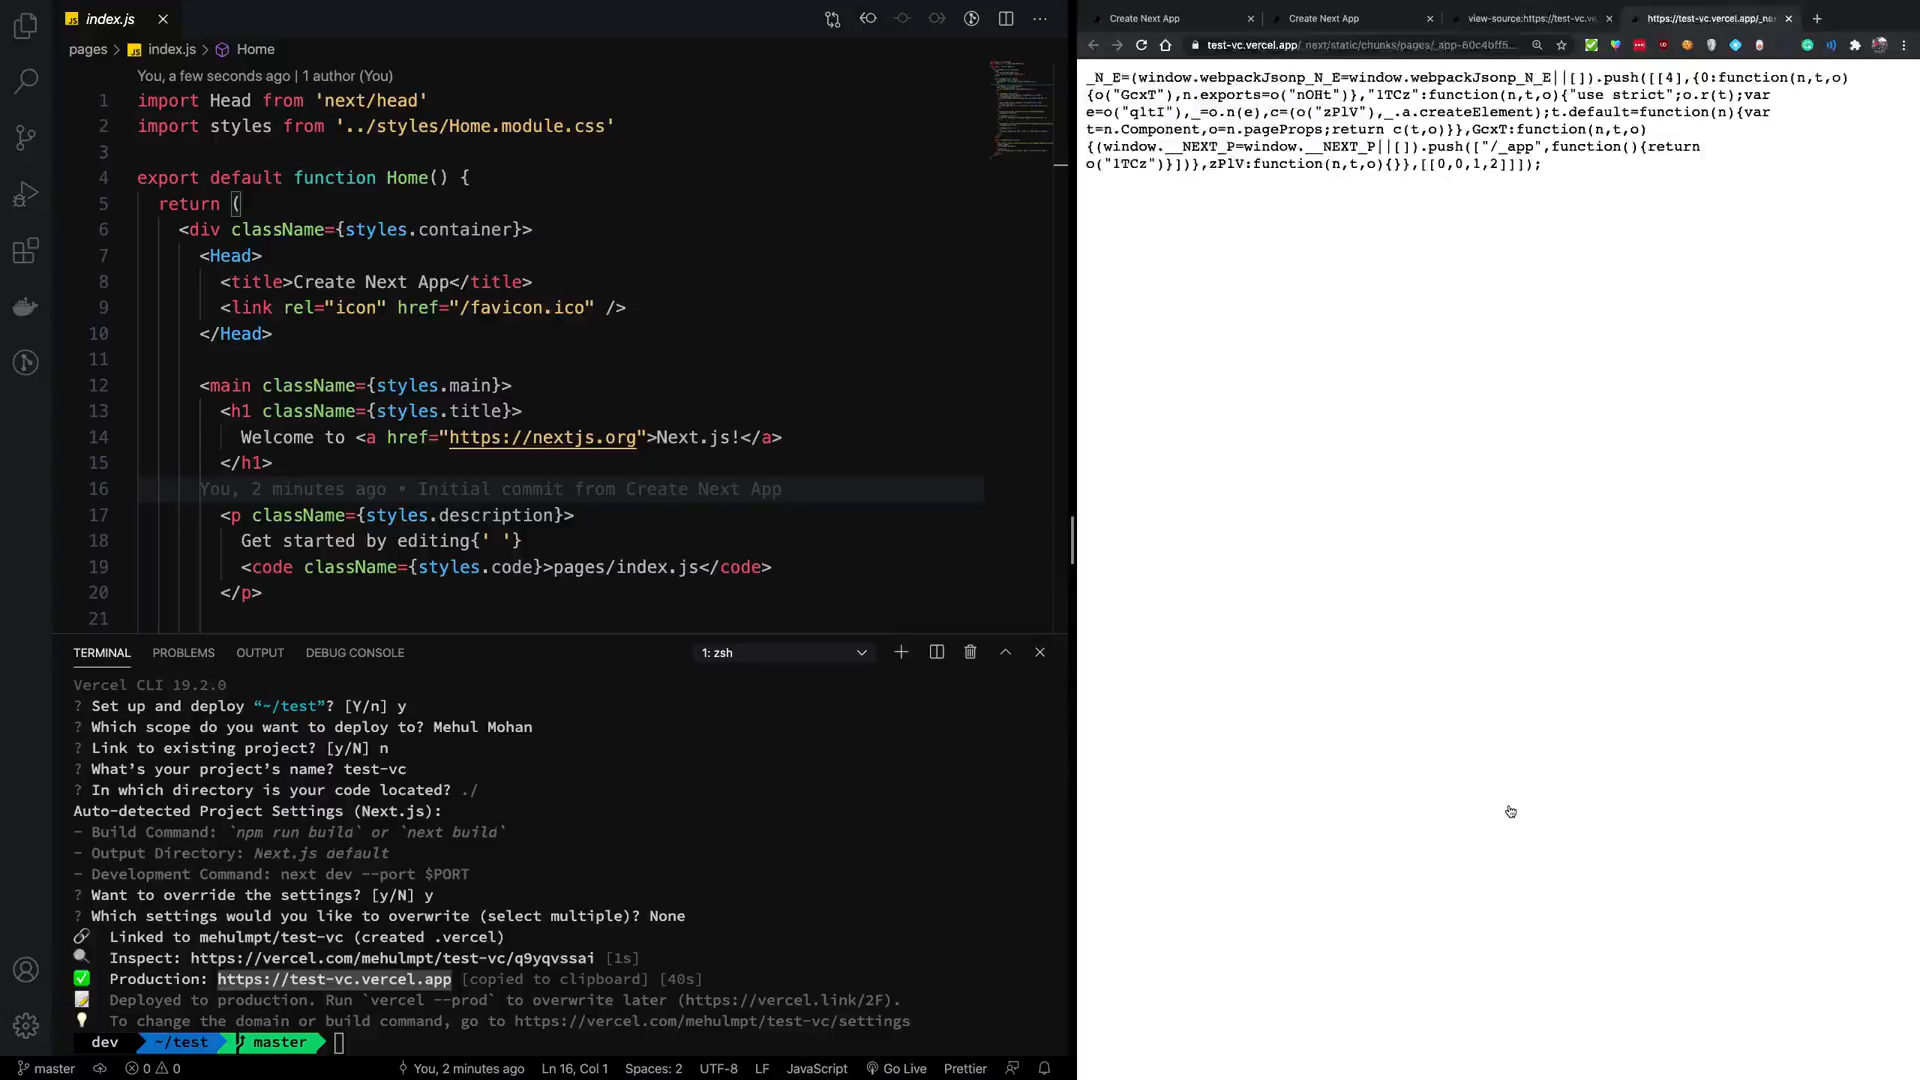 index.js
pages > index.js > Home
You, a few seconds ago | 1 author (You)
1 import Head from 'next/head'
2 import styles from '../styles/Home.module.css'
3
4 export default function Home() {
5 return (
6 <div className={styles.container}>
7 <Head>
8 <title>Create Next App</title>
9 <link rel="icon" href="/favicon.ico" />
10 </Head>
11
12 <main className={styles.main}>
13 <h1 className={styles.title}>
14 Welcome to <a href="https://nextjs.org">Next.js!</a>
15 </h1>
16 You, 2 minutes ago • Initial commit from Create Next App
17 <p className={styles.description}>
18 Get started by editing{' '}
19 <code className={styles.code}>pages/index.js</code>
20 </p>
21
TERMINAL PROBLEMS OUTPUT DEBUG CONSOLE 1: zsh
Vercel CLI 19.2.0
? Set up and deploy “~/test”? [Y/n] y
? Which scope do you want to deploy to? Mehul Mohan
? Link to existing project? [y/N] n
? What’s your project’s name? test-vc
? In which directory is your code located? ./
Auto-detected Project Settings (Next.js):
- Build Command: `npm run build` or `next build`
- Output Directory: Next.js default
- Development Command: next dev --port $PORT
? Want to override the settings? [y/N] y
? Which settings would you like to overwrite (select multiple)? None
Linked to mehulmpt/test-vc (created .vercel)
Inspect: https://vercel.com/mehulmpt/test-vc/q9yqvssai [1s]
Production: https://test-vc.vercel.app [copied to clipboard] [40s]
Deployed to production. Run `vercel --prod` to overwrite later (https://vercel.link/2F).
To change the domain or build command, go to https://vercel.com/mehulmpt/test-vc/settings
dev ~/test master
master 0 0 You, 2 minutes ago Ln 16, Col 1 Spaces: 2 UTF-8 LF JavaScript Go Live Prettier
Create Next App Create Next App view-source:https://test-vc.ve https://test-vc.vercel.app/_ne
test-vc.vercel.app/_next/static/chunks/pages/_app-60c4bff5...
_N_E=(window.webpackJsonp_N_E=window.webpackJsonp_N_E||[]).push([[4],{0:function(n,t,o)
{o("GcxT"),n.exports=o("nOHt")},"1TCz":function(n,t,o){"use strict";o.r(t);var
e=o("q1tI"),_=o.n(e),c=(o("zPlV"),_.a.createElement);t.default=function(n){var
t=n.Component,o=n.pageProps;return c(t,o)}},GcxT:function(n,t,o)
{(window.__NEXT_P=window.__NEXT_P||[]).push(["/_app",function(){return
o("1TCz")}])},zPlV:function(n,t,o){}},[[0,0,1,2]]]);